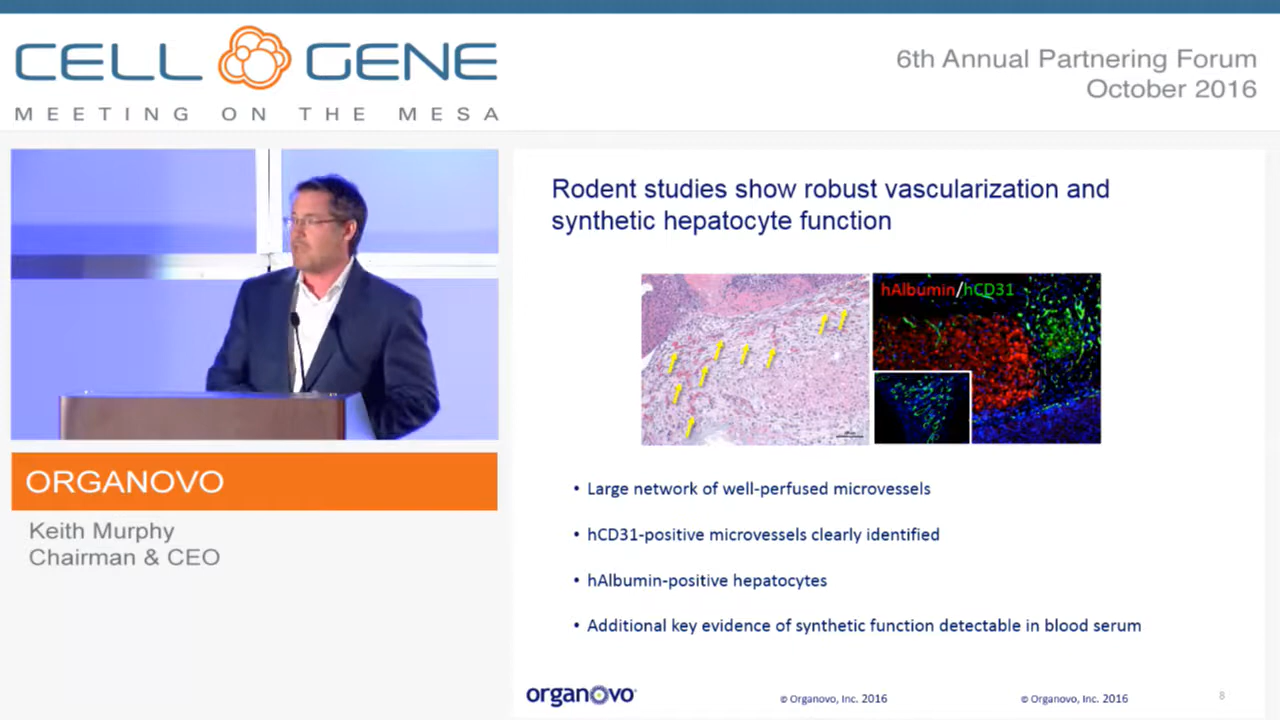 CELL GENE
MEETING ON THE MESA
6th Annual Partnering Forum
October 2016
ORGANOVO
Keith Murphy
Chairman & CEO
Rodent studies show robust vascularization and
synthetic hepatocyte function
hAlbumin/hCD31
• Large network of well-perfused microvessels
• hCD31-positive microvessels clearly identified
• hAlbumin-positive hepatocytes
• Additional key evidence of synthetic function detectable in blood serum
organovo
© Organovo, Inc. 2016
© Organovo, Inc. 2016
8